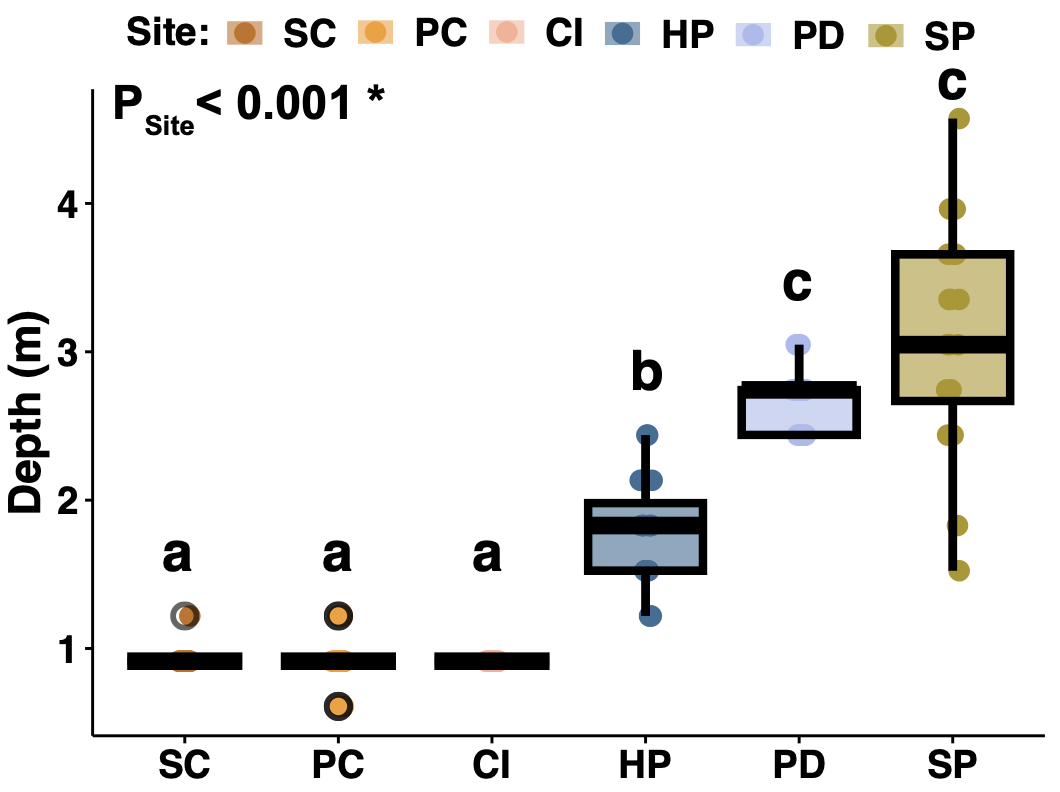 Site: SC PC CI HP PD SP
P Site < 0.001 *
c
c
b
a a a
Depth (m)
4
3
2
1
SC PC CI HP PD SP